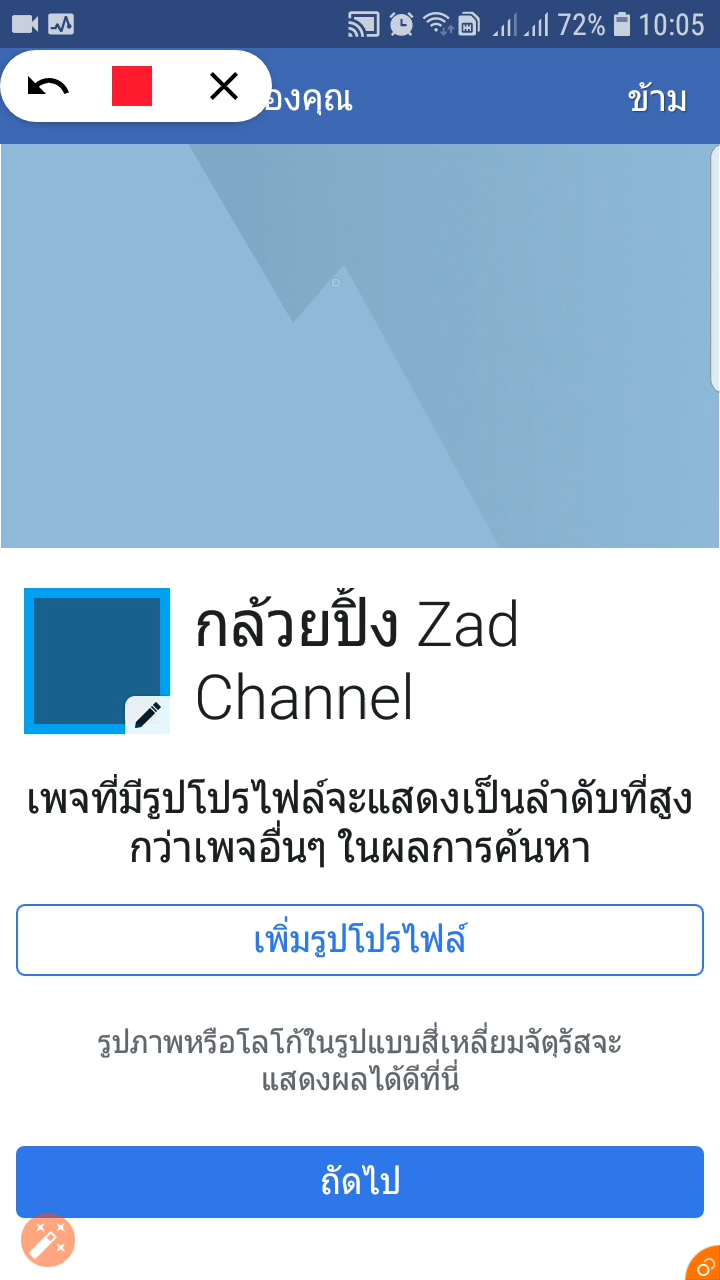 72% 10:05
องคุณ ข้าม
กล้วยปิ้ง Zad
Channel
เพจที่มีรูปโปรไฟล์จะแสดงเป็นลำดับที่สูง
กว่าเพจอื่นๆ ในผลการค้นหา
เพิ่มรูปโปรไฟล์
รูปภาพหรือโลโก้ในรูปแบบสี่เหลี่ยมจัตุรัสจะ
แสดงผลได้ดีที่นี่
ถัดไป